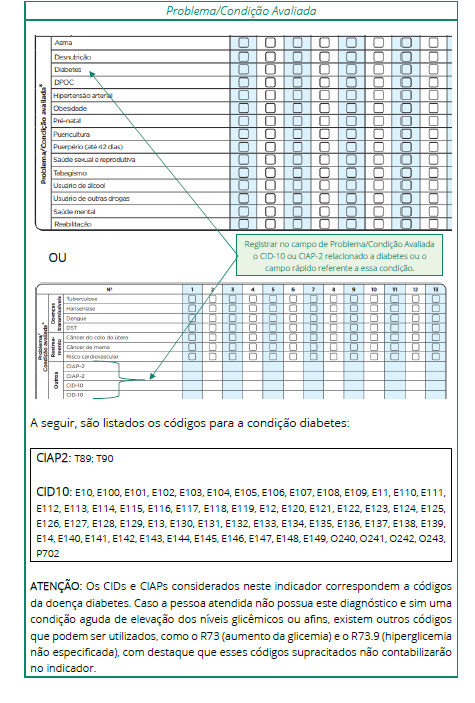 Problema/Condição Avaliada
Problema/Condição avaliada*
Asma
Desnutrição
Diabetes
DPOC
Hipertensão arterial
Obesidade
Pré-natal
Puericultura
Puerpério (até 42 dias)
Saúde sexual e reprodutiva
Tabagismo
Usuário de álcool
Usuário de outras drogas
Saúde mental
Reabilitação
OU
Registrar no campo de Problema/Condição Avaliada
o CID-10 ou CIAP-2 relacionado a diabetes ou o
campo rápido referente a essa condição.
Nº 1 2 3 4 5 6 7 8 9 10 11 12 13
Problema/
Condição avaliada*
Doenças
transmissíveis
Tuberculose
Hanseníase
Dengue
DST
Rastrea-
mento
Câncer do colo do útero
Câncer de mama
Risco cardiovascular
Outros
CIAP-2
CIAP-2
CID-10
CID-10
A seguir, são listados os códigos para a condição diabetes:
CIAP2: T89; T90
CID10: E10, E100, E101, E102, E103, E104, E105, E106, E107, E108, E109, E11, E110, E111,
E112, E113, E114, E115, E116, E117, E118, E119, E12, E120, E121, E122, E123, E124, E125,
E126, E127, E128, E129, E13, E130, E131, E132, E133, E134, E135, E136, E137, E138, E139,
E14, E140, E141, E142, E143, E144, E145, E146, E147, E148, E149, O240, O241, O242, O243,
P702
ATENÇÃO: Os CIDs e CIAPs considerados neste indicador correspondem a códigos
da doença diabetes. Caso a pessoa atendida não possua este diagnóstico e sim uma
condição aguda de elevação dos níveis glicêmicos ou afins, existem outros códigos
que podem ser utilizados, como o R73 (aumento da glicemia) e o R73.9 (hiperglicemia
não especificada), com destaque que esses códigos supracitados não contabilizarão
no indicador.